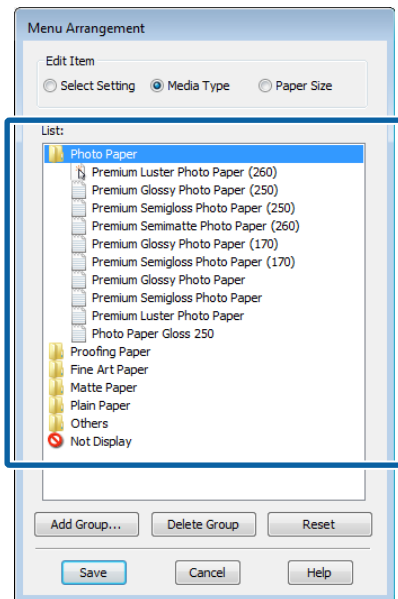 Menu Arrangement
Edit Item
Select Setting Media Type Paper Size
List:
Photo Paper
Premium Luster Photo Paper (260)
Premium Glossy Photo Paper (250)
Premium Semigloss Photo Paper (250)
Premium Semimatte Photo Paper (260)
Premium Glossy Photo Paper (170)
Premium Semigloss Photo Paper (170)
Premium Glossy Photo Paper
Premium Semigloss Photo Paper
Premium Luster Photo Paper
Photo Paper Gloss 250
Proofing Paper
Fine Art Paper
Matte Paper
Plain Paper
Others
Not Display
Add Group... Delete Group Reset
Save Cancel Help